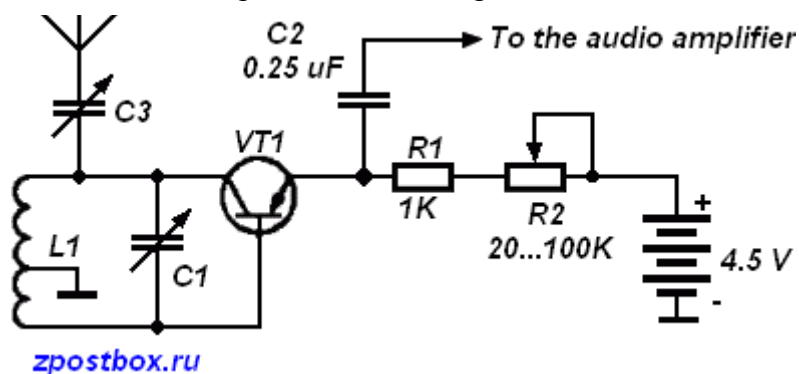 C2
0.25 uF
To the audio amplifier
C3
VT1
R1
1K
R2
20...100K
+
4.5 V
-
L1
C1
zpostbox.ru